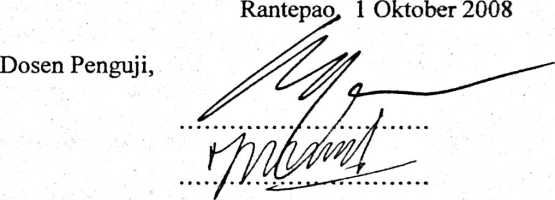 Rantepao, 1 Oktober 2008
Dosen Penguji,